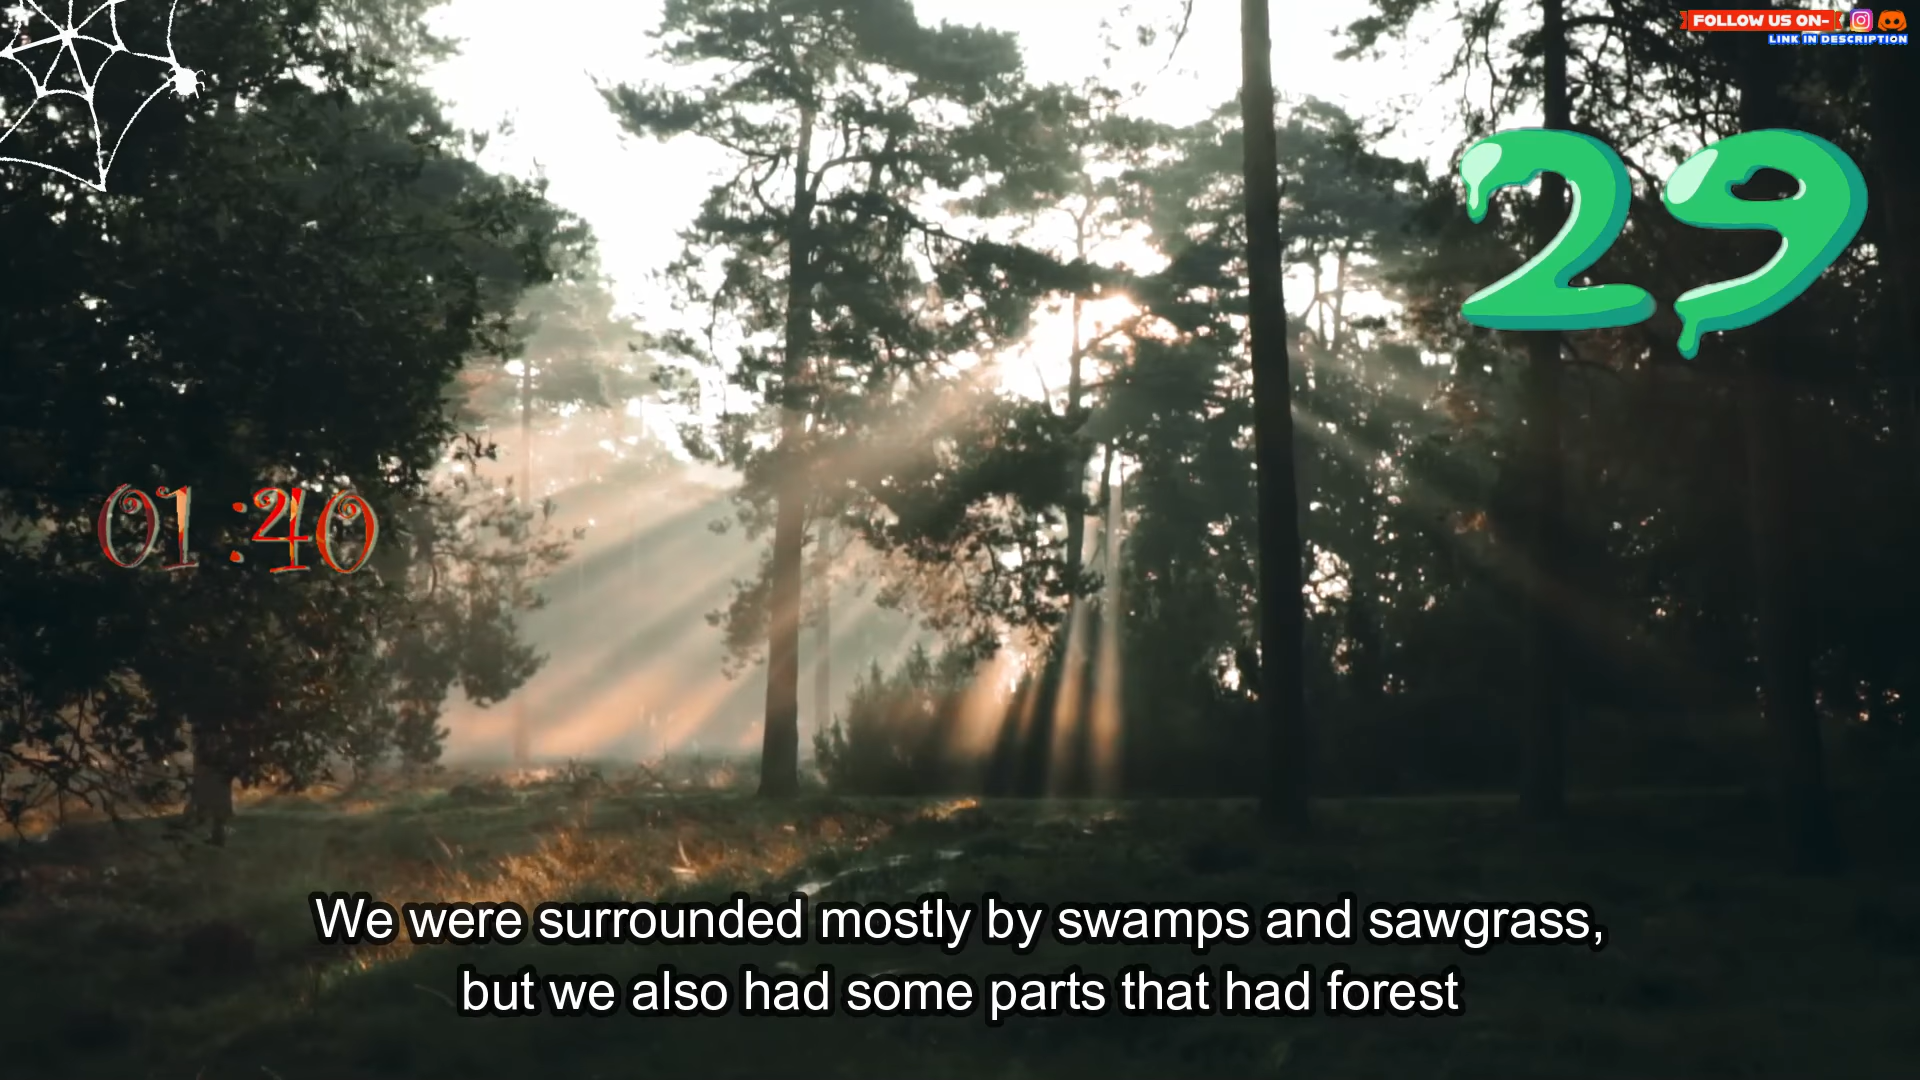 FOLLOW US ON-
LINK IN DESCRIPTION
29
01:40
We were surrounded mostly by swamps and sawgrass,
but we also had some parts that had forest